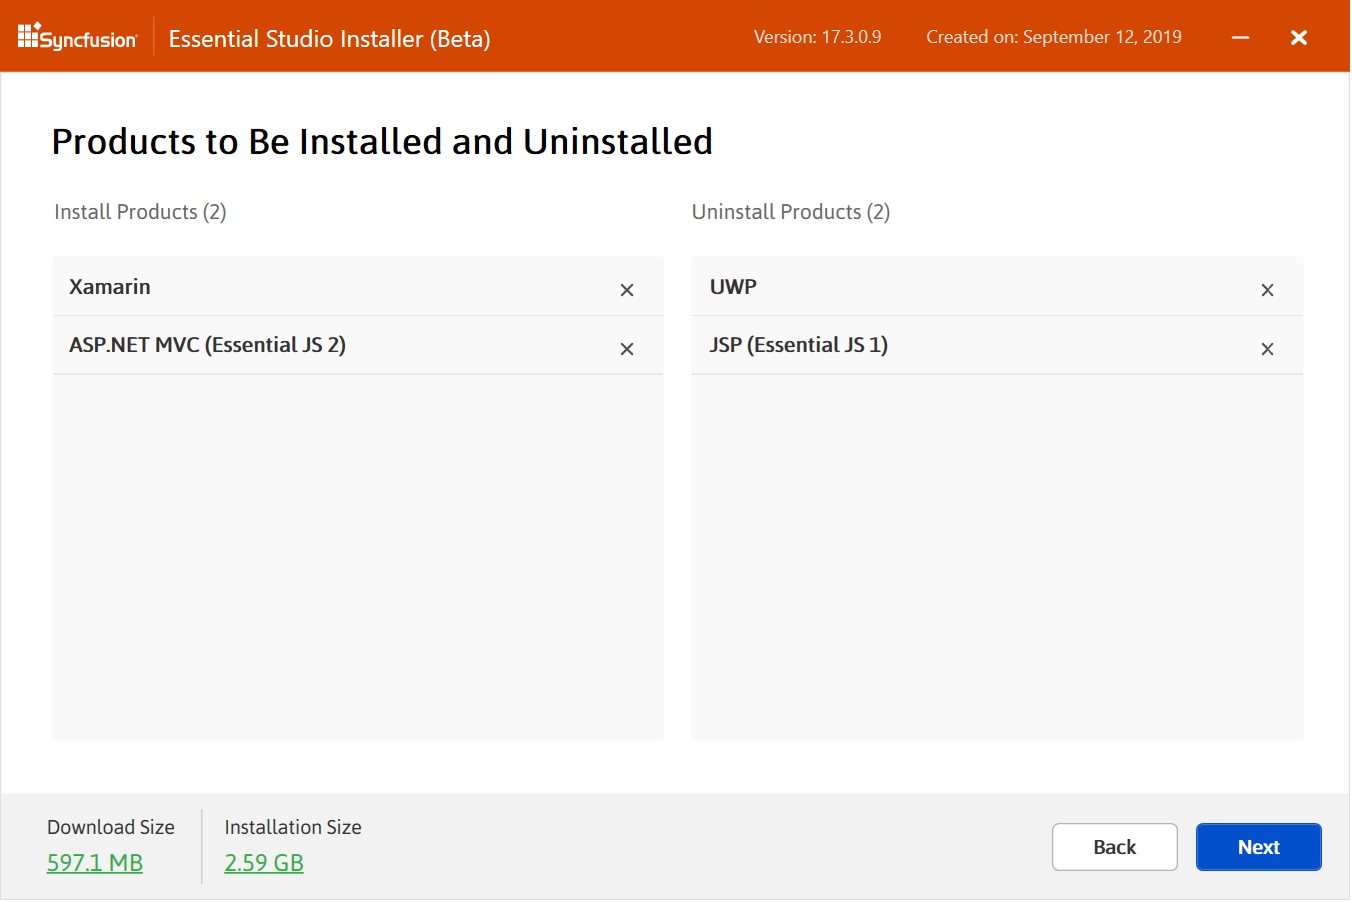 Syncfusion
Essential Studio Installer (Beta)
Version: 17.3.0.9
Created on: September 12, 2019
Products to Be Installed and Uninstalled
Install Products (2)
Xamarin
ASP.NET MVC (Essential JS 2)
Uninstall Products (2)
UWP
JSP (Essential JS 1)
Download Size
597.1 MB
Installation Size
2.59 GB
Back
Next